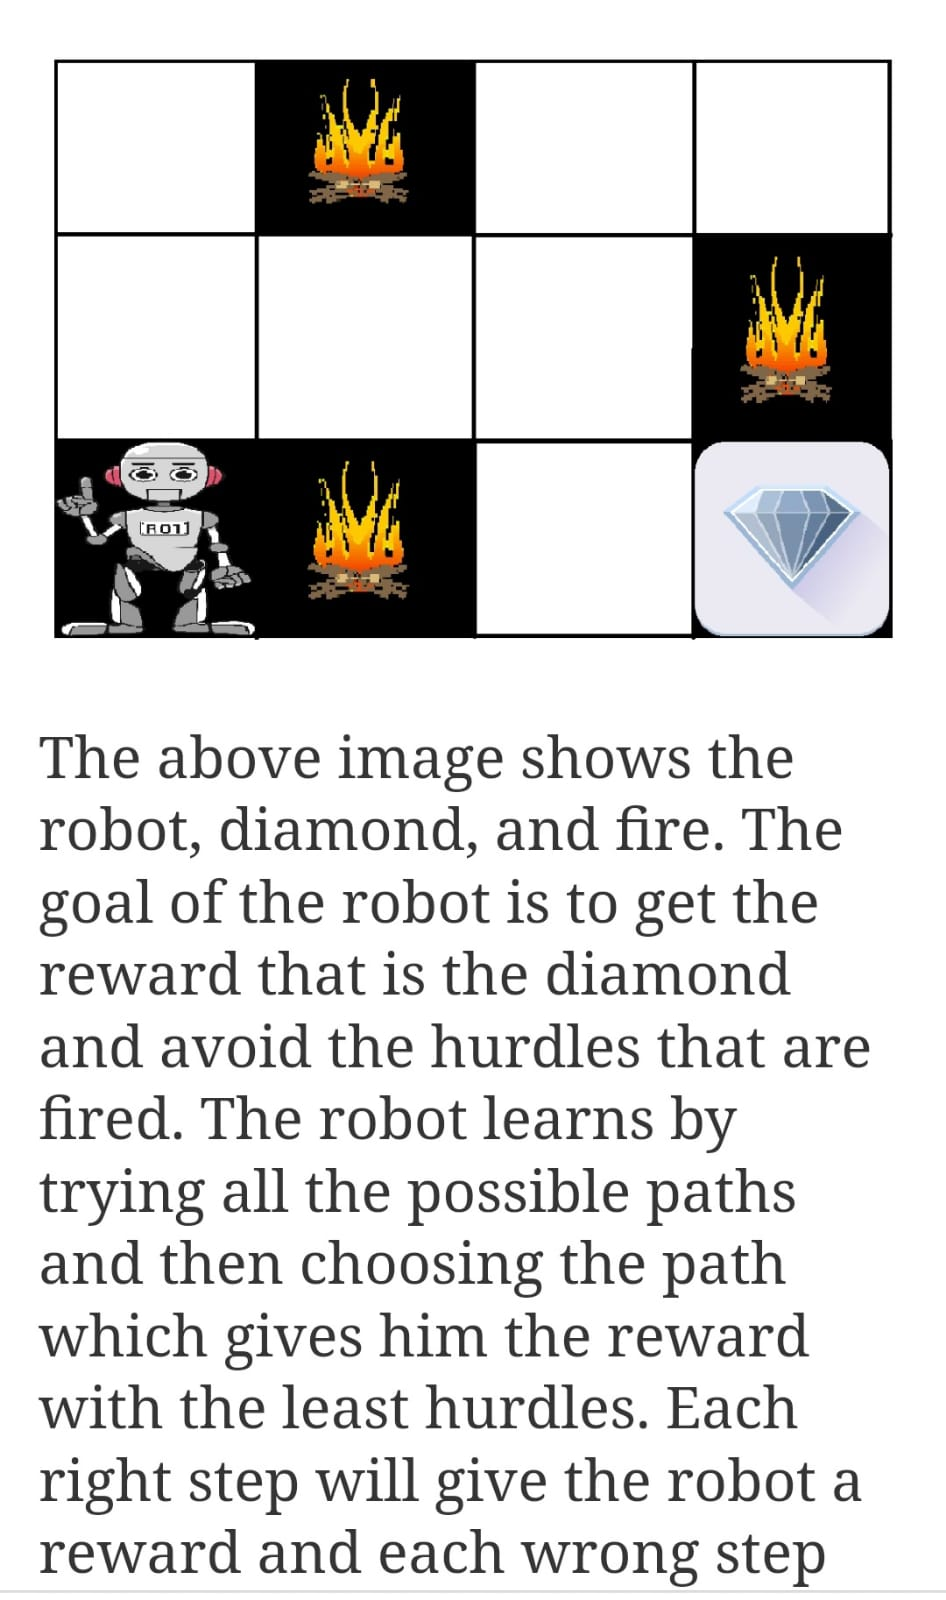 [R01]
The above image shows the
robot, diamond, and fire. The
goal of the robot is to get the
reward that is the diamond
and avoid the hurdles that are
fired. The robot learns by
trying all the possible paths
and then choosing the path
which gives him the reward
with the least hurdles. Each
right step will give the robot a
reward and each wrong step